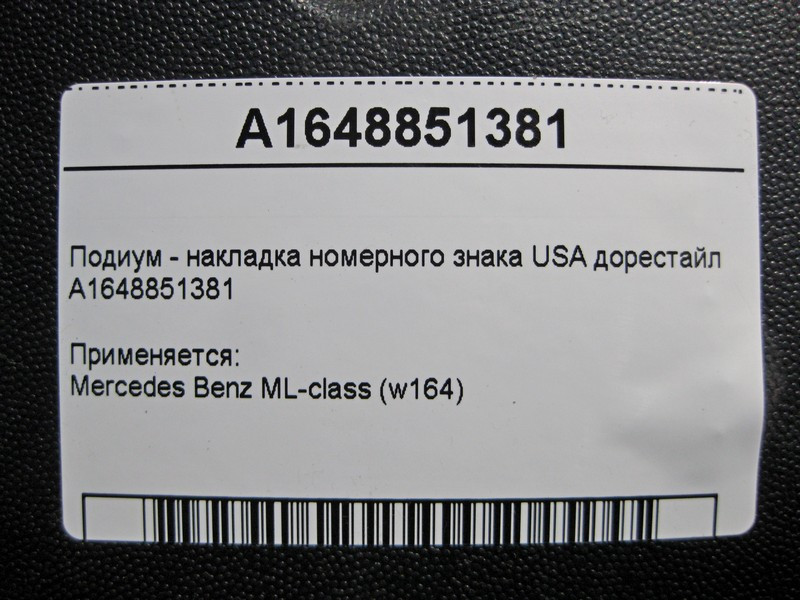 A1648851381
Подиум - накладка номерного знака USA дорестайл
A1648851381
Применяется:
Mercedes Benz ML-class (w164)